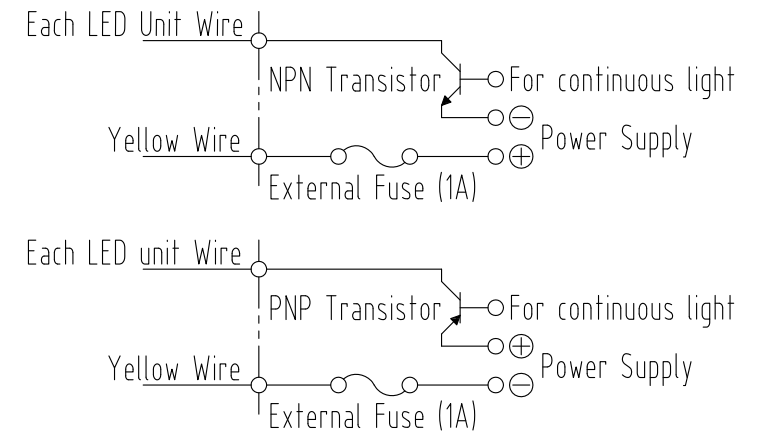 Each LED Unit Wire
NPN Transistor
For continuous light
−
Power Supply
Yellow Wire
+
External Fuse (1A)
Each LED unit Wire
PNP Transistor
For continuous light
+
Power Supply
Yellow Wire
−
External Fuse (1A)